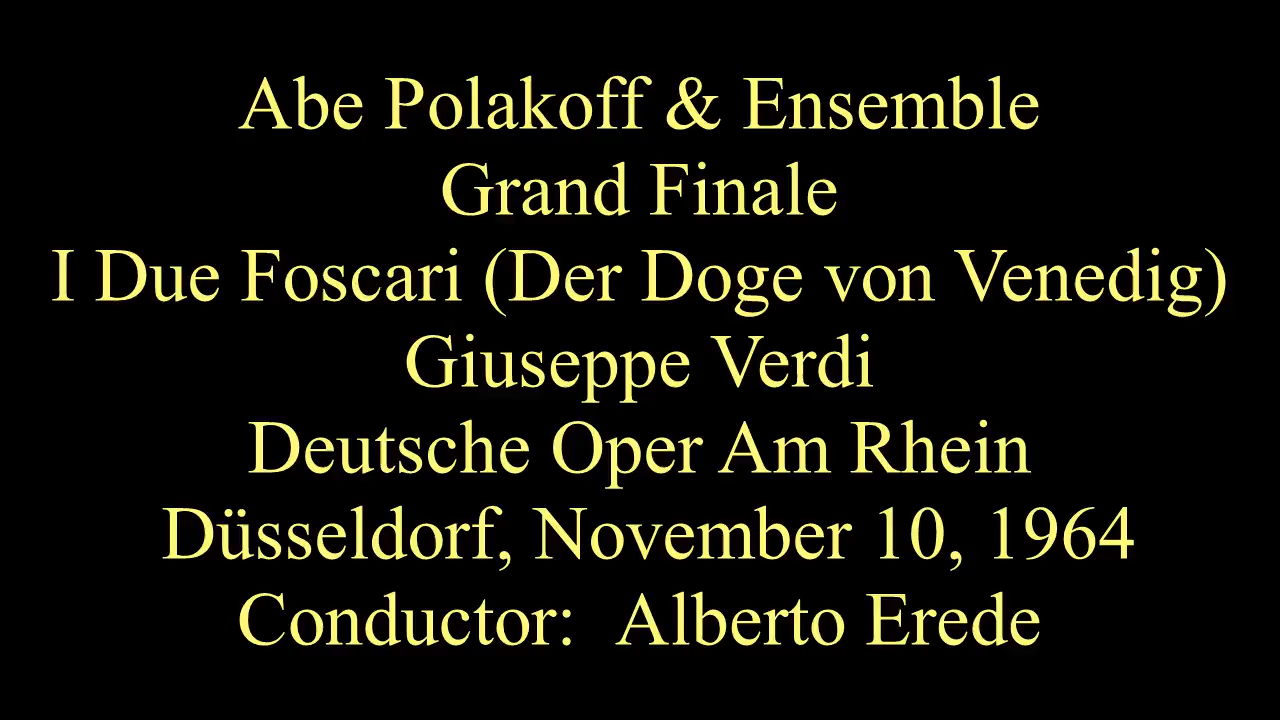 Abe Polakoff & Ensemble
Grand Finale
I Due Foscari (Der Doge von Venedig)
Giuseppe Verdi
Deutsche Oper Am Rhein
Düsseldorf, November 10, 1964
Conductor:  Alberto Erede